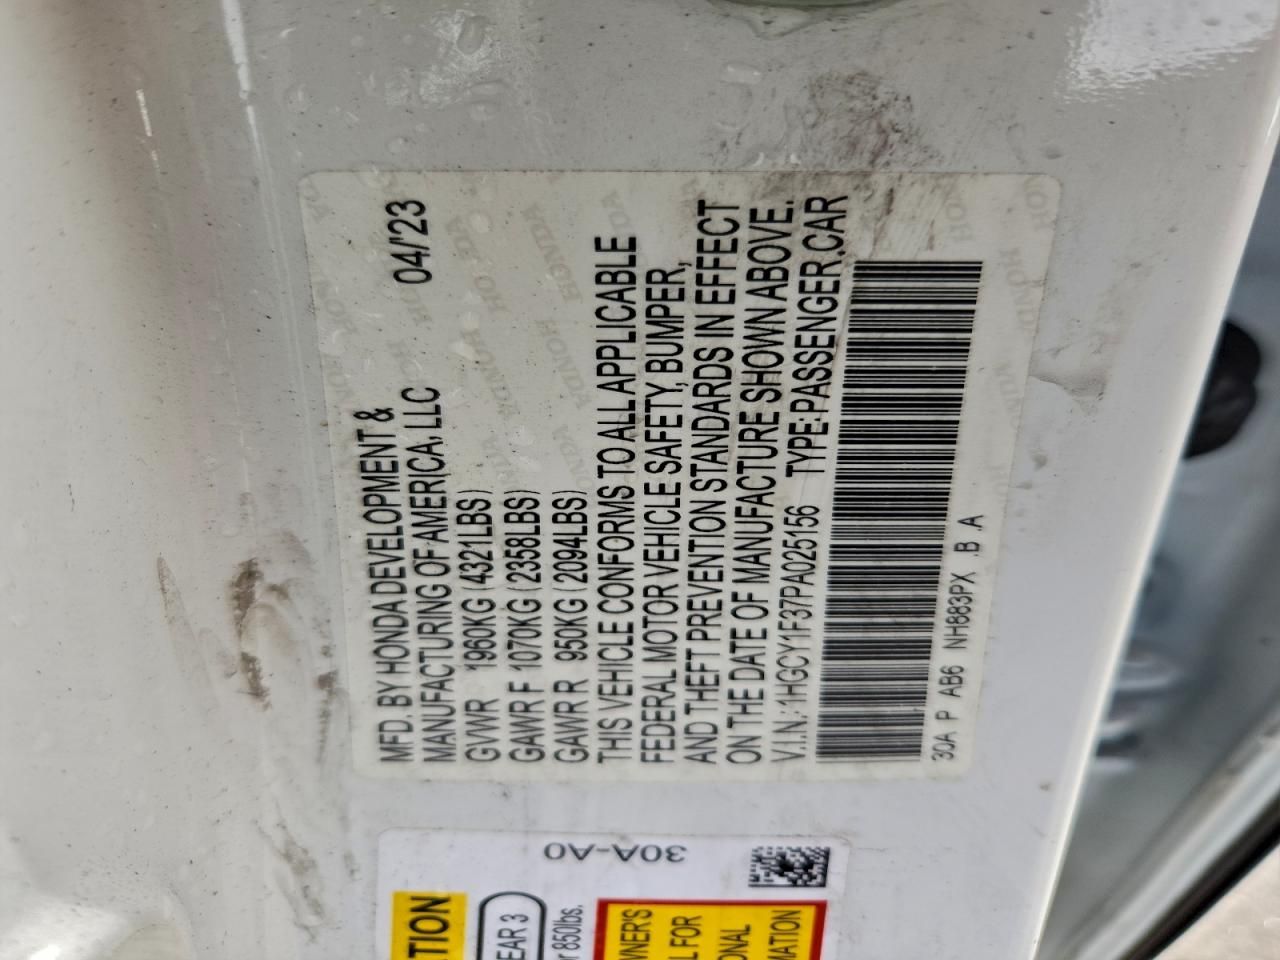 MFD. BY HONDA DEVELOPMENT &
MANUFACTURING OF AMERICA, LLC 04/'23
GVWR 1960KG (4321LBS)
GAWR F 1070KG (2358LBS)
GAWR R 950KG (2094LBS)
THIS VEHICLE CONFORMS TO ALL APPLICABLE
FEDERAL MOTOR VEHICLE SAFETY, BUMPER,
AND THEFT PREVENTION STANDARDS IN EFFECT
ON THE DATE OF MANUFACTURE SHOWN ABOVE.
V.I.N.: 1HGCY1F37PA025156 TYPE:PASSENGER CAR
30A P AB6 NH883PX .B .A
30A-A0
TION
EAR 3
r 850lbs.
WNER'S
L FOR
ONAL
MATION